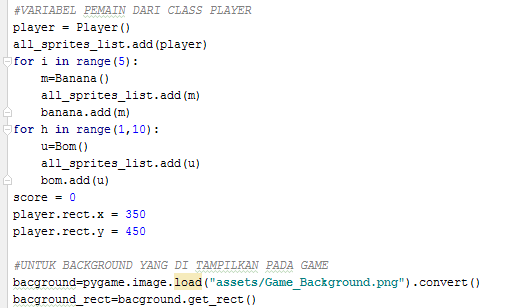 #VARIABEL PEMAIN DARI CLASS PLAYER
player = Player()
all_sprites_list.add(player)
for i in range(5):
    m=Banana()
    all_sprites_list.add(m)
    banana.add(m)
for h in range(1,10):
    u=Bom()
    all_sprites_list.add(u)
    bom.add(u)
score = 0
player.rect.x = 350
player.rect.y = 450

#UNTUK BACKGROUND YANG DI TAMPILKAN PADA GAME
bacground=pygame.image.load("assets/Game_Background.png").convert()
bacground_rect=bacground.get_rect()